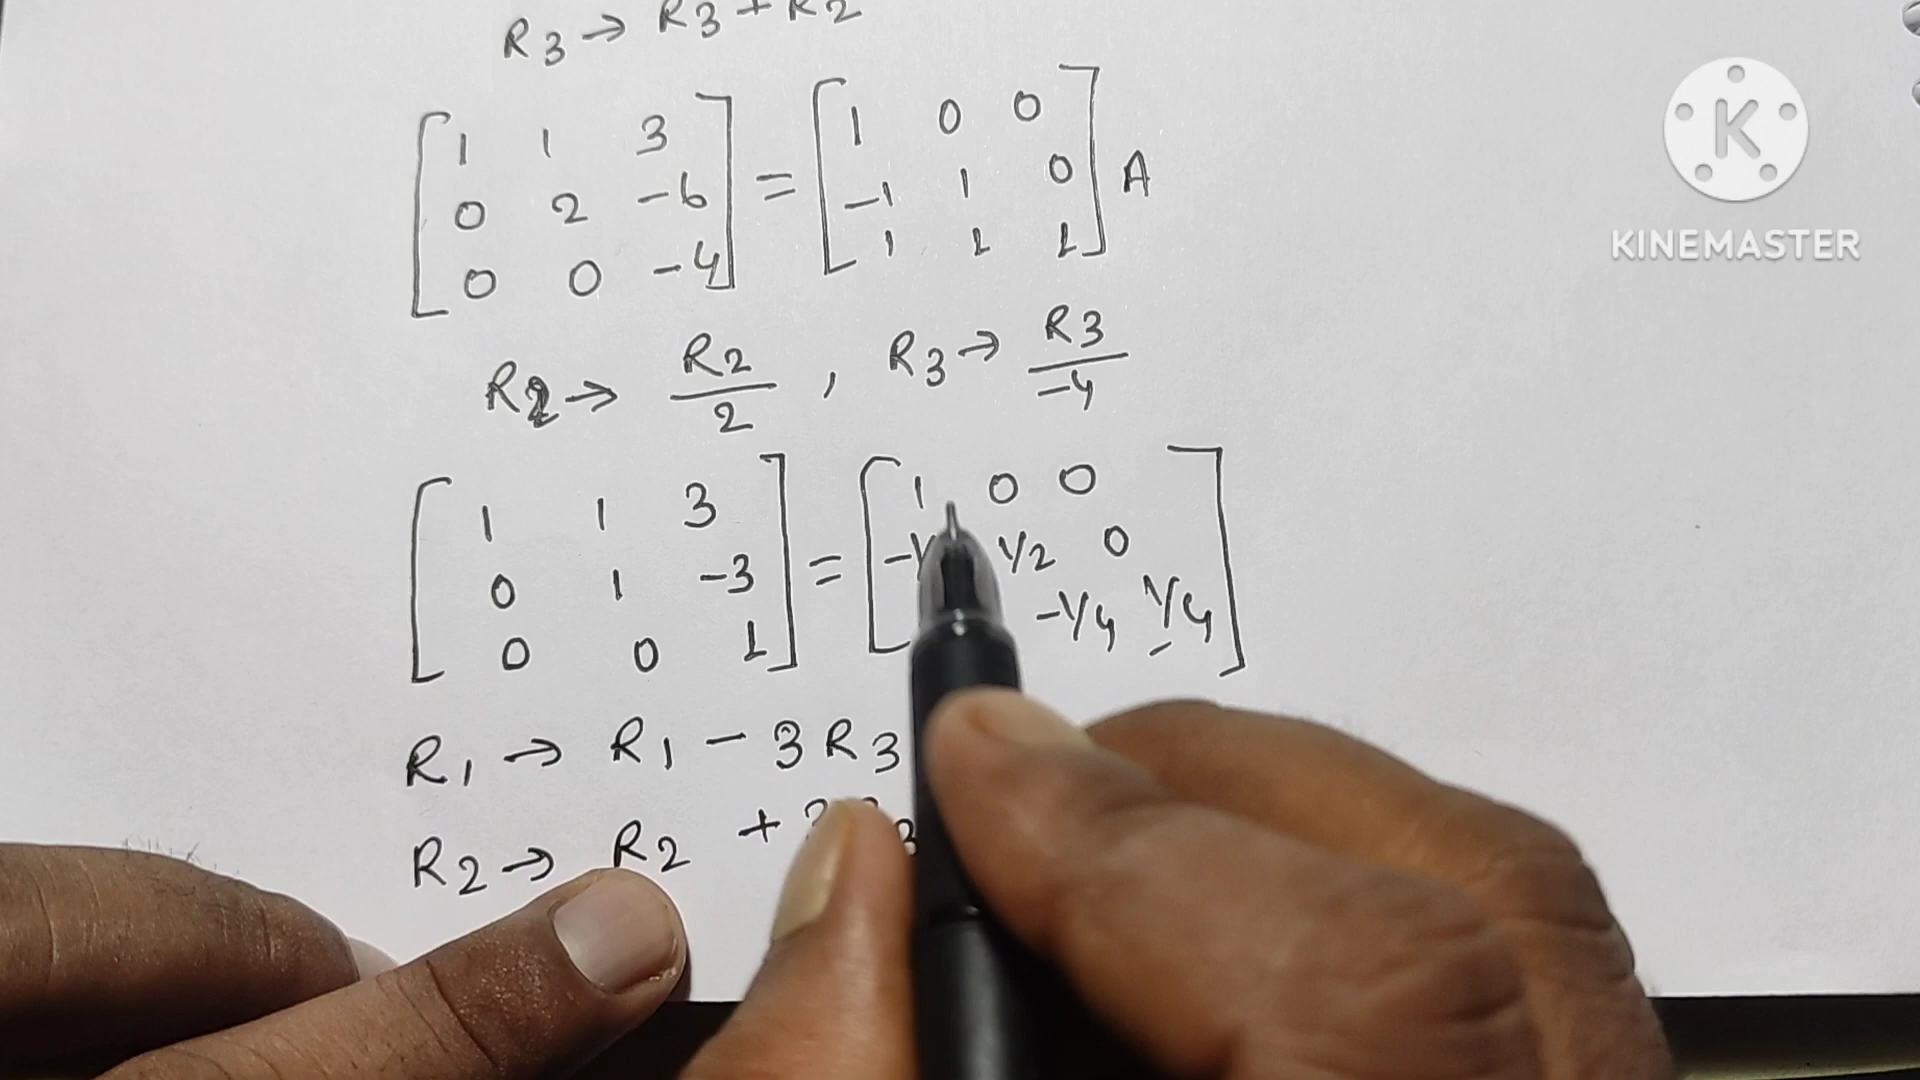 R3 → R3 + R2
[1 1 3
0 2 -6
0 0 -4] = [1 0 0
-1 1 0
1 1 1] A
R2 → R2/2 , R3 → R3/-4
[1 1 3
0 1 -3
0 0 1] = [1 0 0
1/2 0
-1/4 1/4]
R1 → R1 - 3R3
R2 → R2 +
K
KINEMASTER